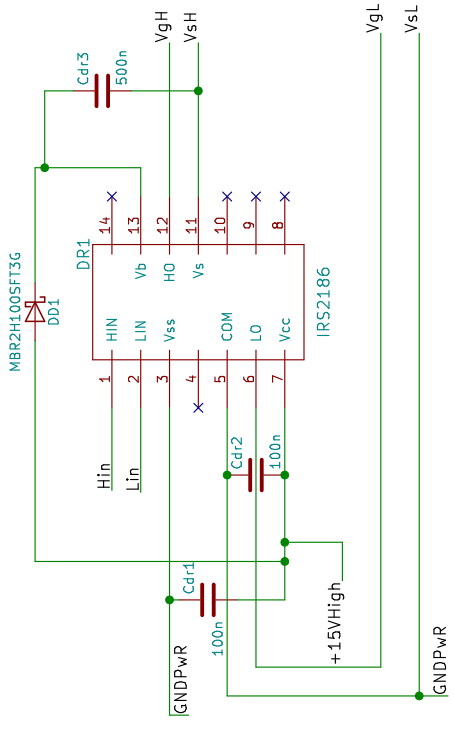 VgH
VsH
VgL
VsL
Cdr3
500n
MBR2H100SFT3G
DD1
DR1
14
13
12
11
10
9
8
Vb
HO
Vs
HIN
LIN
Vss
COM
LO
Vcc
IRS2186
1
2
3
4
5
6
7
Hin
Lin
Cdr2
100n
Cdr1
100n
+15VHigh
GNDPwR
GNDPwR